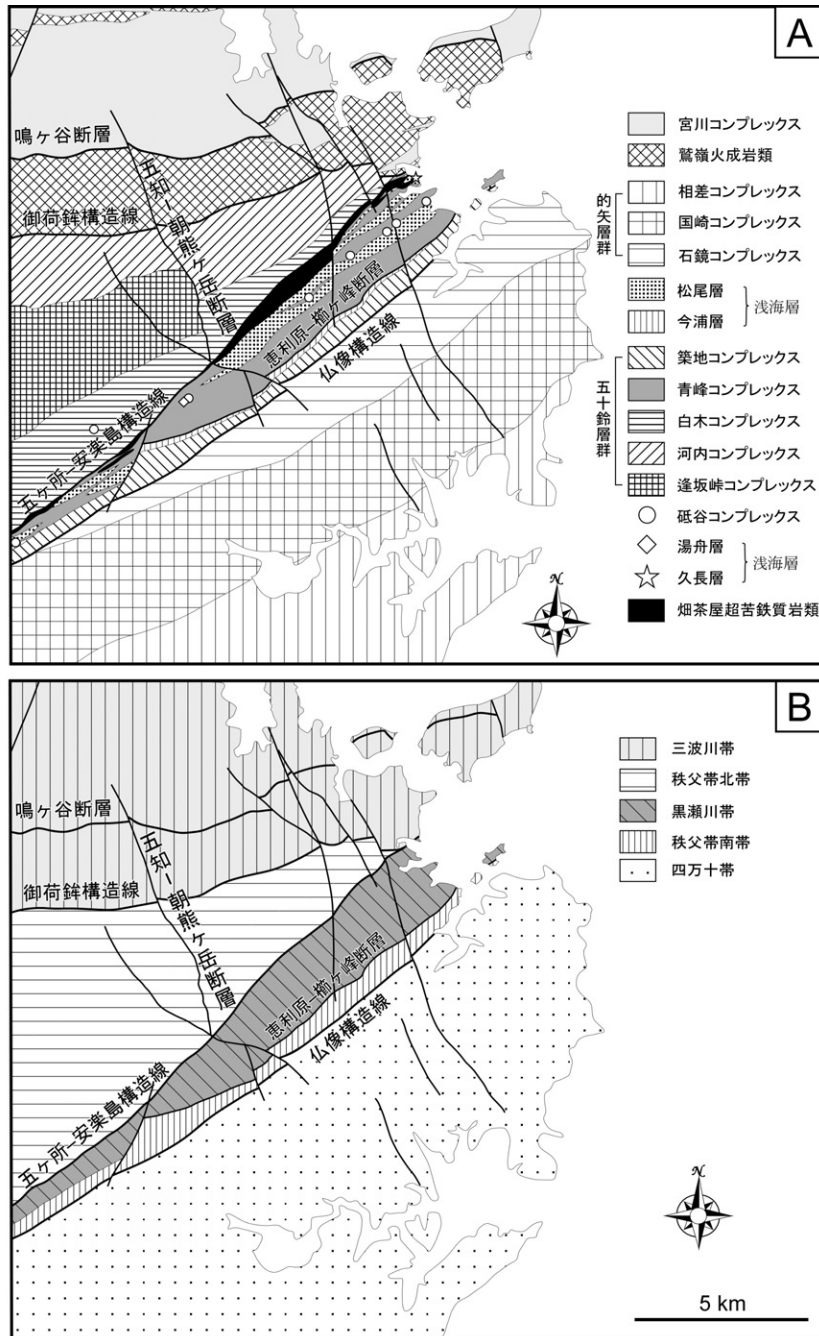 A
鳴ヶ谷断層
御荷鉾構造線
五知ー朝熊ヶ岳断層
恵利原ー櫛ヶ峰断層
仏像構造線
五ヶ所ー安楽島構造線
宮川コンプレックス
鷲嶺火成岩類
的矢層群
相差コンプレックス
国崎コンプレックス
石鏡コンプレックス
松尾層
今浦層
浅海層
五十鈴層群
築地コンプレックス
青峰コンプレックス
白木コンプレックス
河内コンプレックス
逢坂峠コンプレックス
砥谷コンプレックス
湯舟層
久長層
浅海層
畑茶屋超苦鉄質岩類
N
B
鳴ヶ谷断層
御荷鉾構造線
五知ー朝熊ヶ岳断層
恵利原ー櫛ヶ峰断層
仏像構造線
五ヶ所ー安楽島構造線
三波川帯
秩父帯北帯
黒瀬川帯
秩父帯南帯
四万十帯
N
5 km